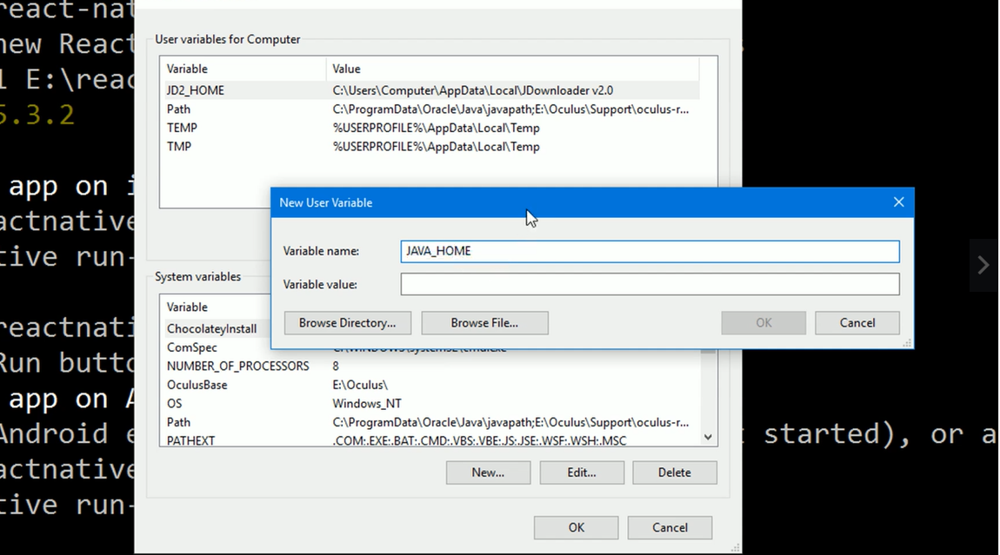 react-nat
new React
l E:\reac
5.3.2
app on i
actnative
tive run-
reactnati
Run butto
app on A
Android e
started), or a
actnative
tive run-
User variables for Computer
Variable Value
JD2_HOME C:\Users\Computer\AppData\Local\JDownloader v2.0
Path C:\ProgramData\Oracle\Java\javapath;E:\Oculus\Support\oculus-r...
TEMP %USERPROFILE%\AppData\Local\Temp
TMP %USERPROFILE%\AppData\Local\Temp
New User Variable
Variable name: JAVA_HOME
Variable value:
Browse Directory... Browse File... OK Cancel
System variables
Variable
ChocolateyInstall
ComSpec C:\WINDOWS\system32\cmd.exe
NUMBER_OF_PROCESSORS 8
OculusBase E:\Oculus\
OS Windows_NT
Path C:\ProgramData\Oracle\Java\javapath;E:\Oculus\Support\oculus-r...
PATHEXT .COM;.EXE;.BAT;.CMD;.VBS;.VBE;.JS;.JSE;.WSF;.WSH;.MSC
New... Edit... Delete
OK Cancel